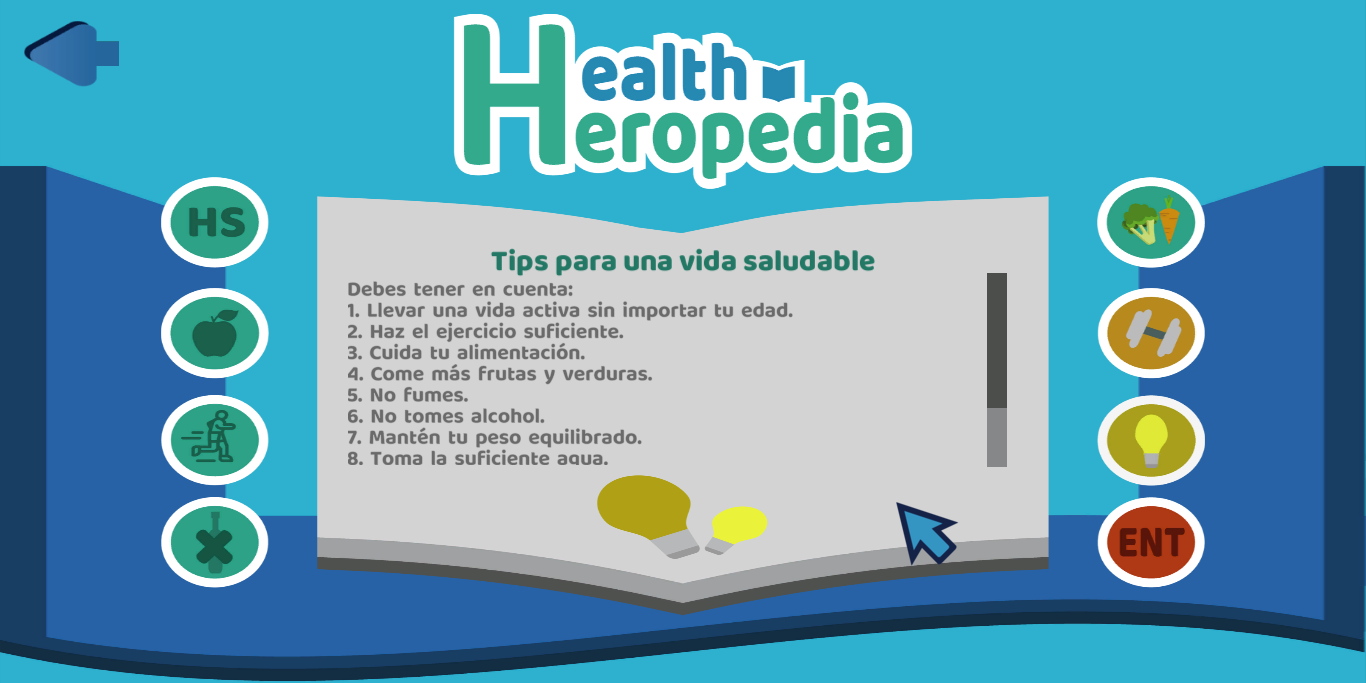 Health
Heropedia
HS
Tips para una vida saludable
Debes tener en cuenta:
1. Llevar una vida activa sin importar tu edad.
2. Haz el ejercicio suficiente.
3. Cuida tu alimentación.
4. Come más frutas y verduras.
5. No fumes.
6. No tomes alcohol.
7. Mantén tu peso equilibrado.
8. Toma la suficiente agua.
ENT